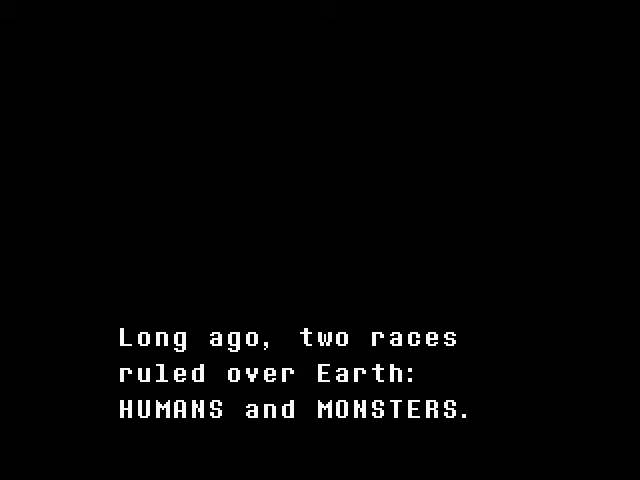 Long ago, two races
ruled over Earth:
HUMANS and MONSTERS.